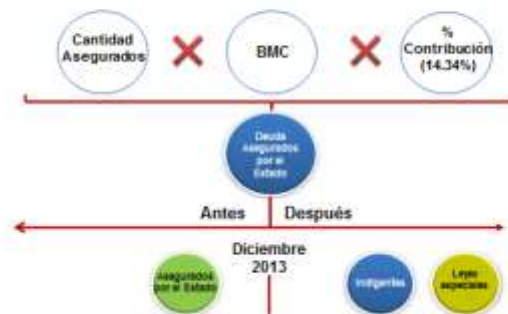 Cantidad
Asegurados
BMC
%
Contribución
(14.34%)
Deuda
Asegurados
por el
Estado
Antes
Después
Diciembre
2013
Asegurados
por el Estado
Indigentes
Leyes
especiales